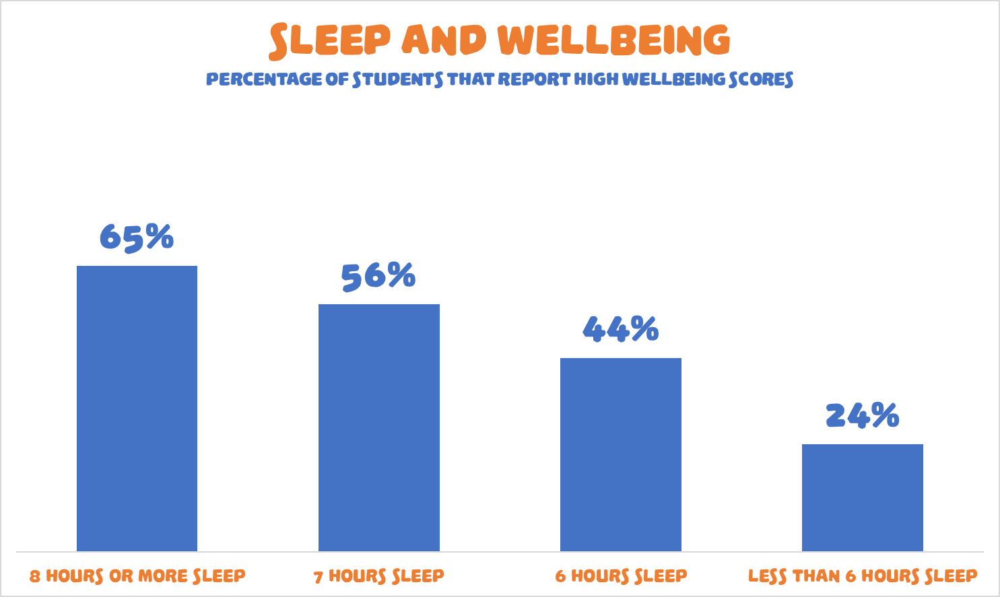 SLEEP AND WELLBEING
PERCENTAGE OF STUDENTS THAT REPORT HIGH WELLBEING SCORES
65%
56%
44%
24%
8 HOURS OR MORE SLEEP
7 HOURS SLEEP
6 HOURS SLEEP
LESS THAN 6 HOURS SLEEP